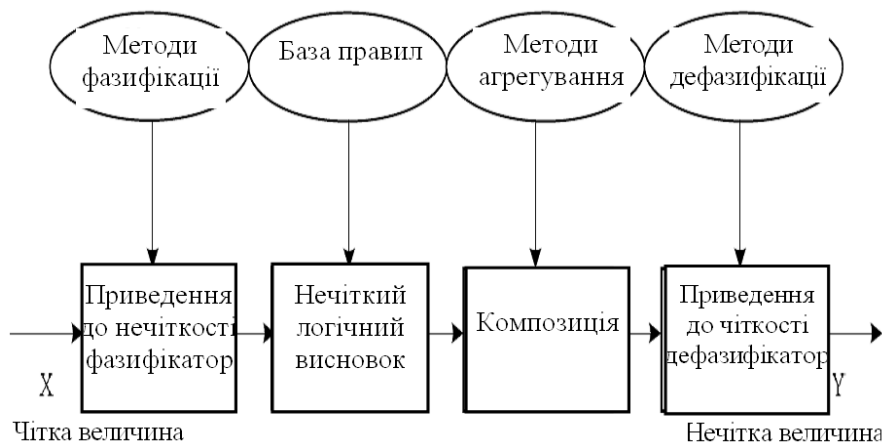 Методи
фазифікації
База правил
Методи
агрегування
Методи
дефазифікації
Приведення
до нечіткості
фазификатор
Нечіткий
логічний
висновок
Композиція
Приведення
до чіткості
дефазифікатор
X
Y
Чітка величина
Нечітка величина